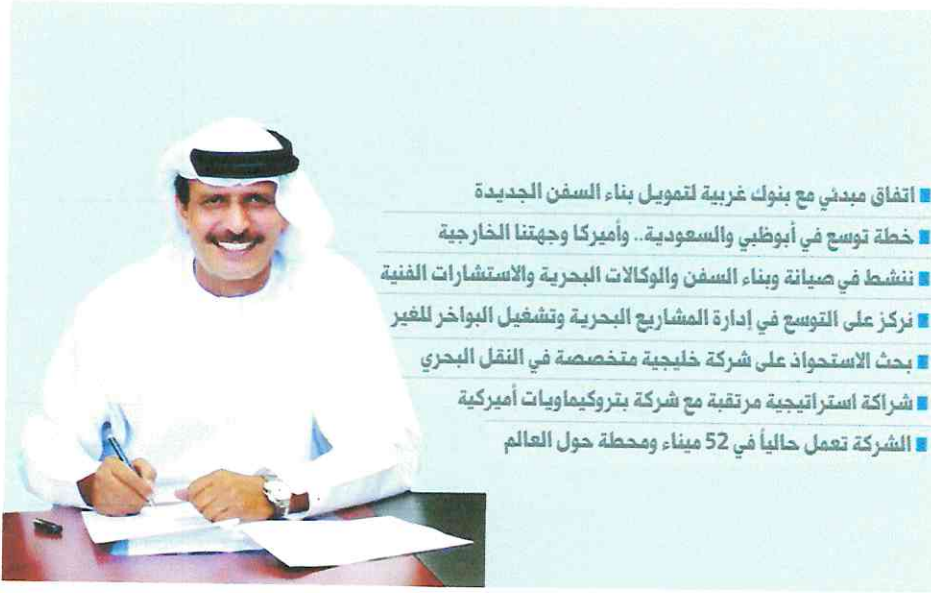 اتفاق مبدئي مع بنوك غربية لتمويل بناء السفن الجديدة
خطة توسع في أبوظبي والسعودية.. وأميركا وجهتنا الخارجية
ننشط في صيانة وبناء السفن والوكالات البحرية والاستشارات الفنية
نركز على التوسع في إدارة المشاريع البحرية وتشغيل البواخر للغير
بحث الاستحواذ على شركة خليجية متخصصة في النقل البحري
شراكة استراتيجية مرتقبة مع شركة بتروكيماويات أميركية
الشركة تعمل حالياً في 52 ميناء ومحطة حول العالم